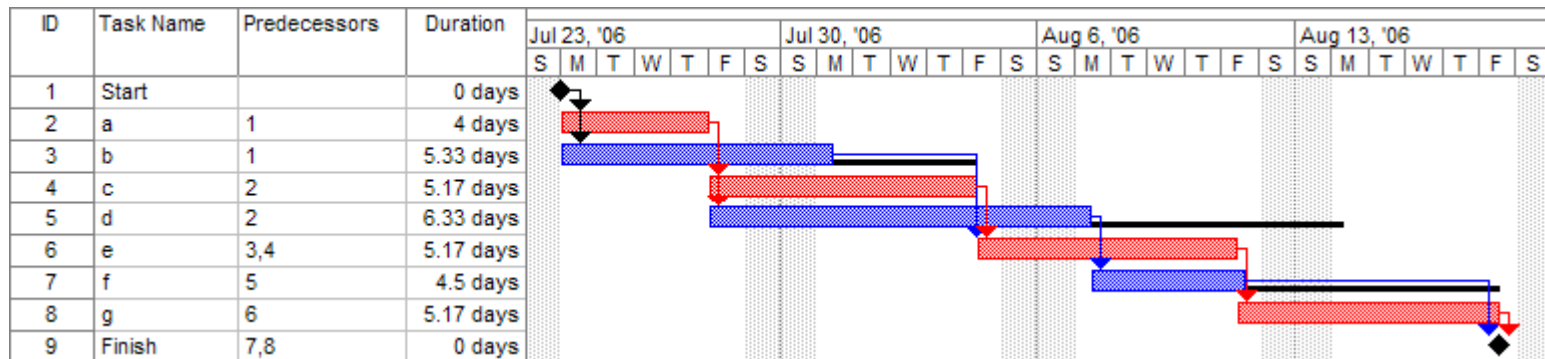 ID Task Name Predecessors Duration Jul 23, '06 Jul 30, '06 Aug 6, '06 Aug 13, '06
S M T W T F S S M T W T F S S M T W T F S S M T W T F S
1 Start 0 days
2 a 1 4 days
3 b 1 5.33 days
4 c 2 5.17 days
5 d 2 6.33 days
6 e 3,4 5.17 days
7 f 5 4.5 days
8 g 6 5.17 days
9 Finish 7,8 0 days